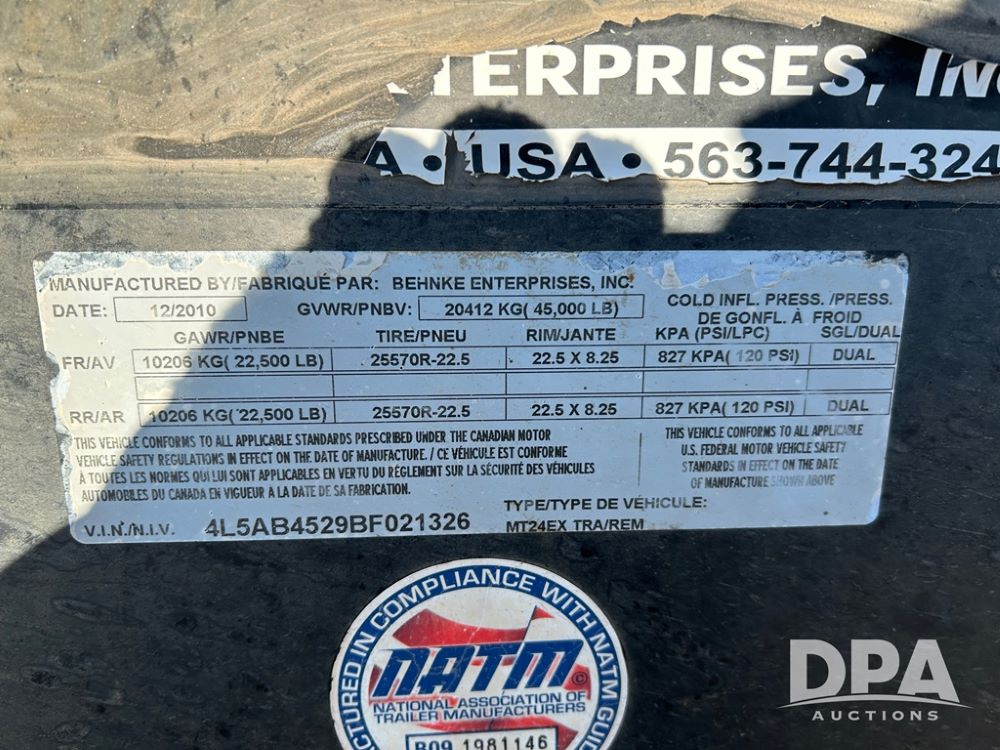 TERPRISES, IN
A • USA • 563-744-324
MANUFACTURED BY/FABRIQUÉ PAR: BEHNKE ENTERPRISES, INC.
DATE: 12/2010 GVWR/PNBV: 20412 KG( 45,000 LB)
COLD INFL. PRESS. /PRESS.
DE GONFL. À FROID
GAWR/PNBE TIRE/PNEU RIM/JANTE KPA (PSI/LPC) SGL/DUAL
FR/AV 10206 KG( 22,500 LB) 25570R-22.5 22.5 X 8.25 827 KPA( 120 PSI) DUAL
RR/AR 10206 KG( 22,500 LB) 25570R-22.5 22.5 X 8.25 827 KPA( 120 PSI) DUAL
THIS VEHICLE CONFORMS TO ALL APPLICABLE STANDARDS PRESCRIBED UNDER THE CANADIAN MOTOR
VEHICLE SAFETY REGULATIONS IN EFFECT ON THE DATE OF MANUFACTURE. / CE VÉHICULE EST CONFORME
À TOUTES LES NORMES QUI LUI SONT APPLICABLES EN VERTU DU RÉGLEMENT SUR LA SÉCURITÉ DES VÉHICULES
AUTOMOBILES DU CANADA EN VIGUEUR À LA DATE DE SA FABRICATION.
THIS VEHICLE CONFORMS TO ALL APPLICABLE
U.S. FEDERAL MOTOR VEHICLE SAFETY
STANDARDS IN EFFECT ON THE DATE
OF MANUFACTURE SHOWN ABOVE
V.I.N./N.I.V. 4L5AB4529BF021326
TYPE/TYPE DE VÉHICULE:
MT24EX TRA/REM
MANUFACTURED IN COMPLIANCE WITH NATM GUID
NATM ©
NATIONAL ASSOCIATION OF
TRAILER MANUFACTURERS
B09 1981146
DPA
AUCTIONS